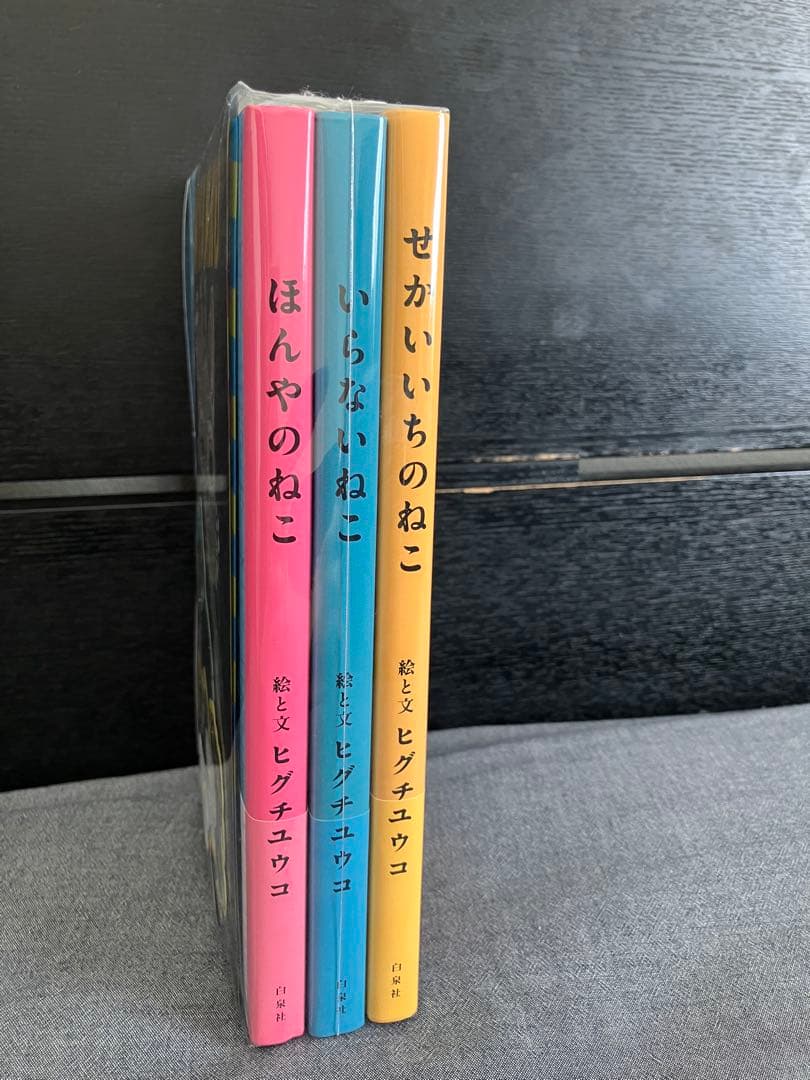 ほんやのねこ
絵と文 ヒグチユウコ
白泉社
いらないねこ
絵と文 ヒグチユウコ
白泉社
せかいいちのねこ
絵と文 ヒグチユウコ
白泉社